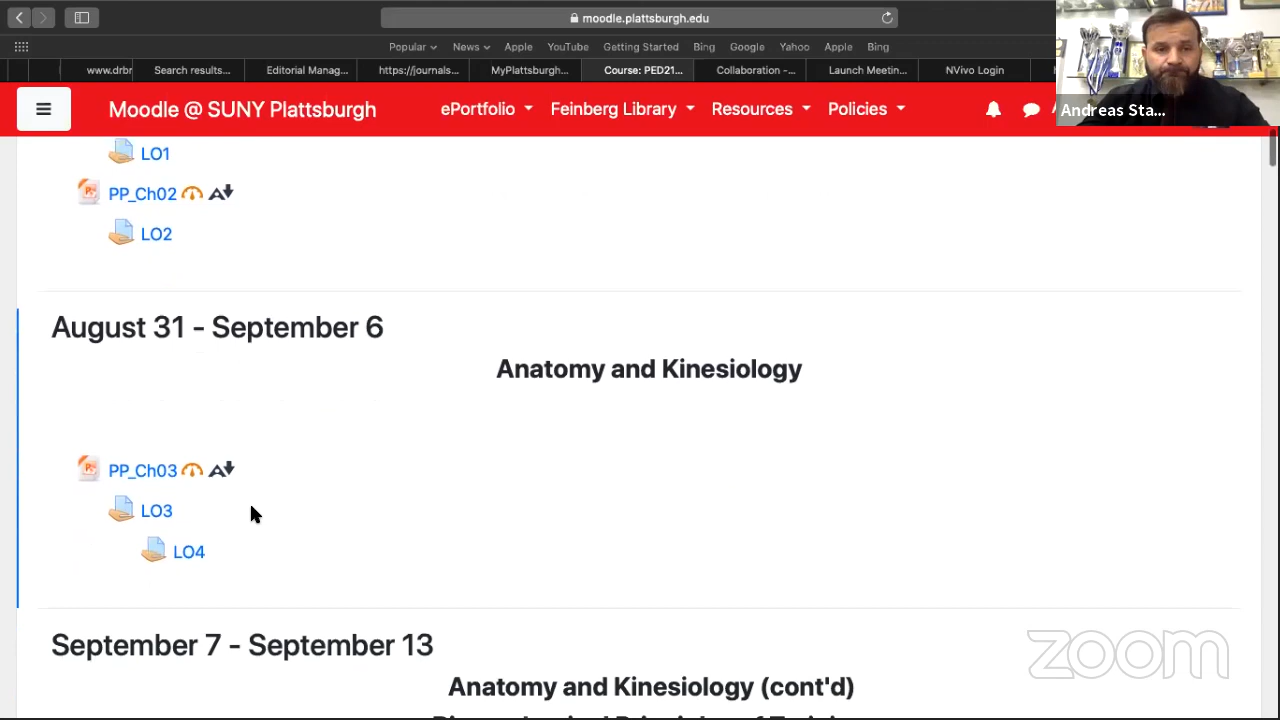 moodle.plattsburgh.edu
Popular News Apple YouTube Getting Started Bing Google Yahoo Apple Bing
www.drbr Search results... Editorial Manag... https://journals... MyPlattsburgh... Course: PED21... Collaboration -... Launch Meetin... NVivo Login
Moodle @ SUNY Plattsburgh ePortfolio Feinberg Library Resources Policies
Andreas Sta...
LO1
PP_Ch02
LO2
August 31 - September 6
Anatomy and Kinesiology
PP_Ch03
LO3
LO4
September 7 - September 13
Anatomy and Kinesiology (cont'd)
zoom